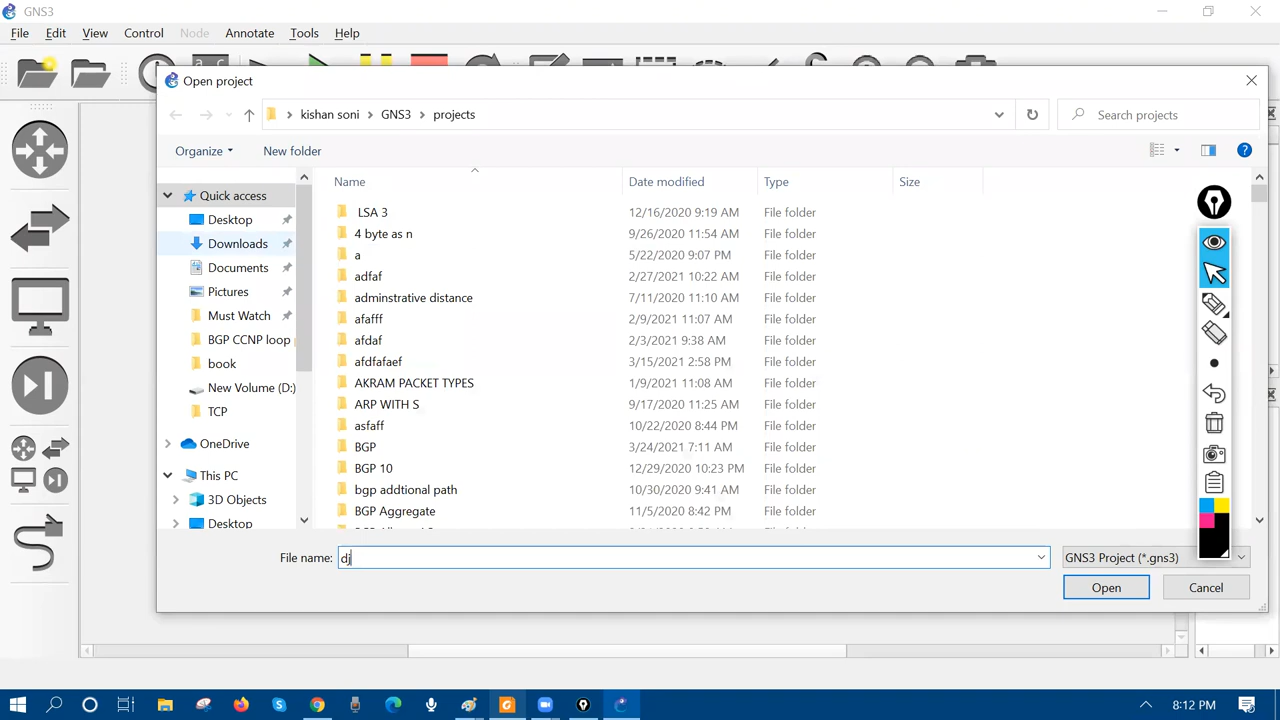 GNS3
File Edit View Control Node Annotate Tools Help
Open project
kishan soni GNS3 projects
Search projects
Organize New folder
Name Date modified Type Size
Quick access
Desktop
Downloads
Documents
Pictures
Must Watch
BGP CCNP loop
book
New Volume (D:)
TCP
OneDrive
This PC
3D Objects
Desktop
LSA 3 12/16/2020 9:19 AM File folder
4 byte as n 9/26/2020 11:54 AM File folder
a 5/22/2020 9:07 PM File folder
adfaf 2/27/2021 10:22 AM File folder
adminstrative distance 7/11/2020 11:10 AM File folder
afafff 2/9/2021 11:07 AM File folder
afdaf 2/3/2021 9:38 AM File folder
afdfafaef 3/15/2021 2:58 PM File folder
AKRAM PACKET TYPES 1/9/2021 11:08 AM File folder
ARP WITH S 9/17/2020 11:25 AM File folder
asfaff 10/22/2020 8:44 PM File folder
BGP 3/24/2021 7:11 AM File folder
BGP 10 12/29/2020 10:23 PM File folder
bgp addtional path 10/30/2020 9:41 AM File folder
BGP Aggregate 11/5/2020 8:42 PM File folder
File name: dj GNS3 Project (*.gns3)
Open Cancel
8:12 PM